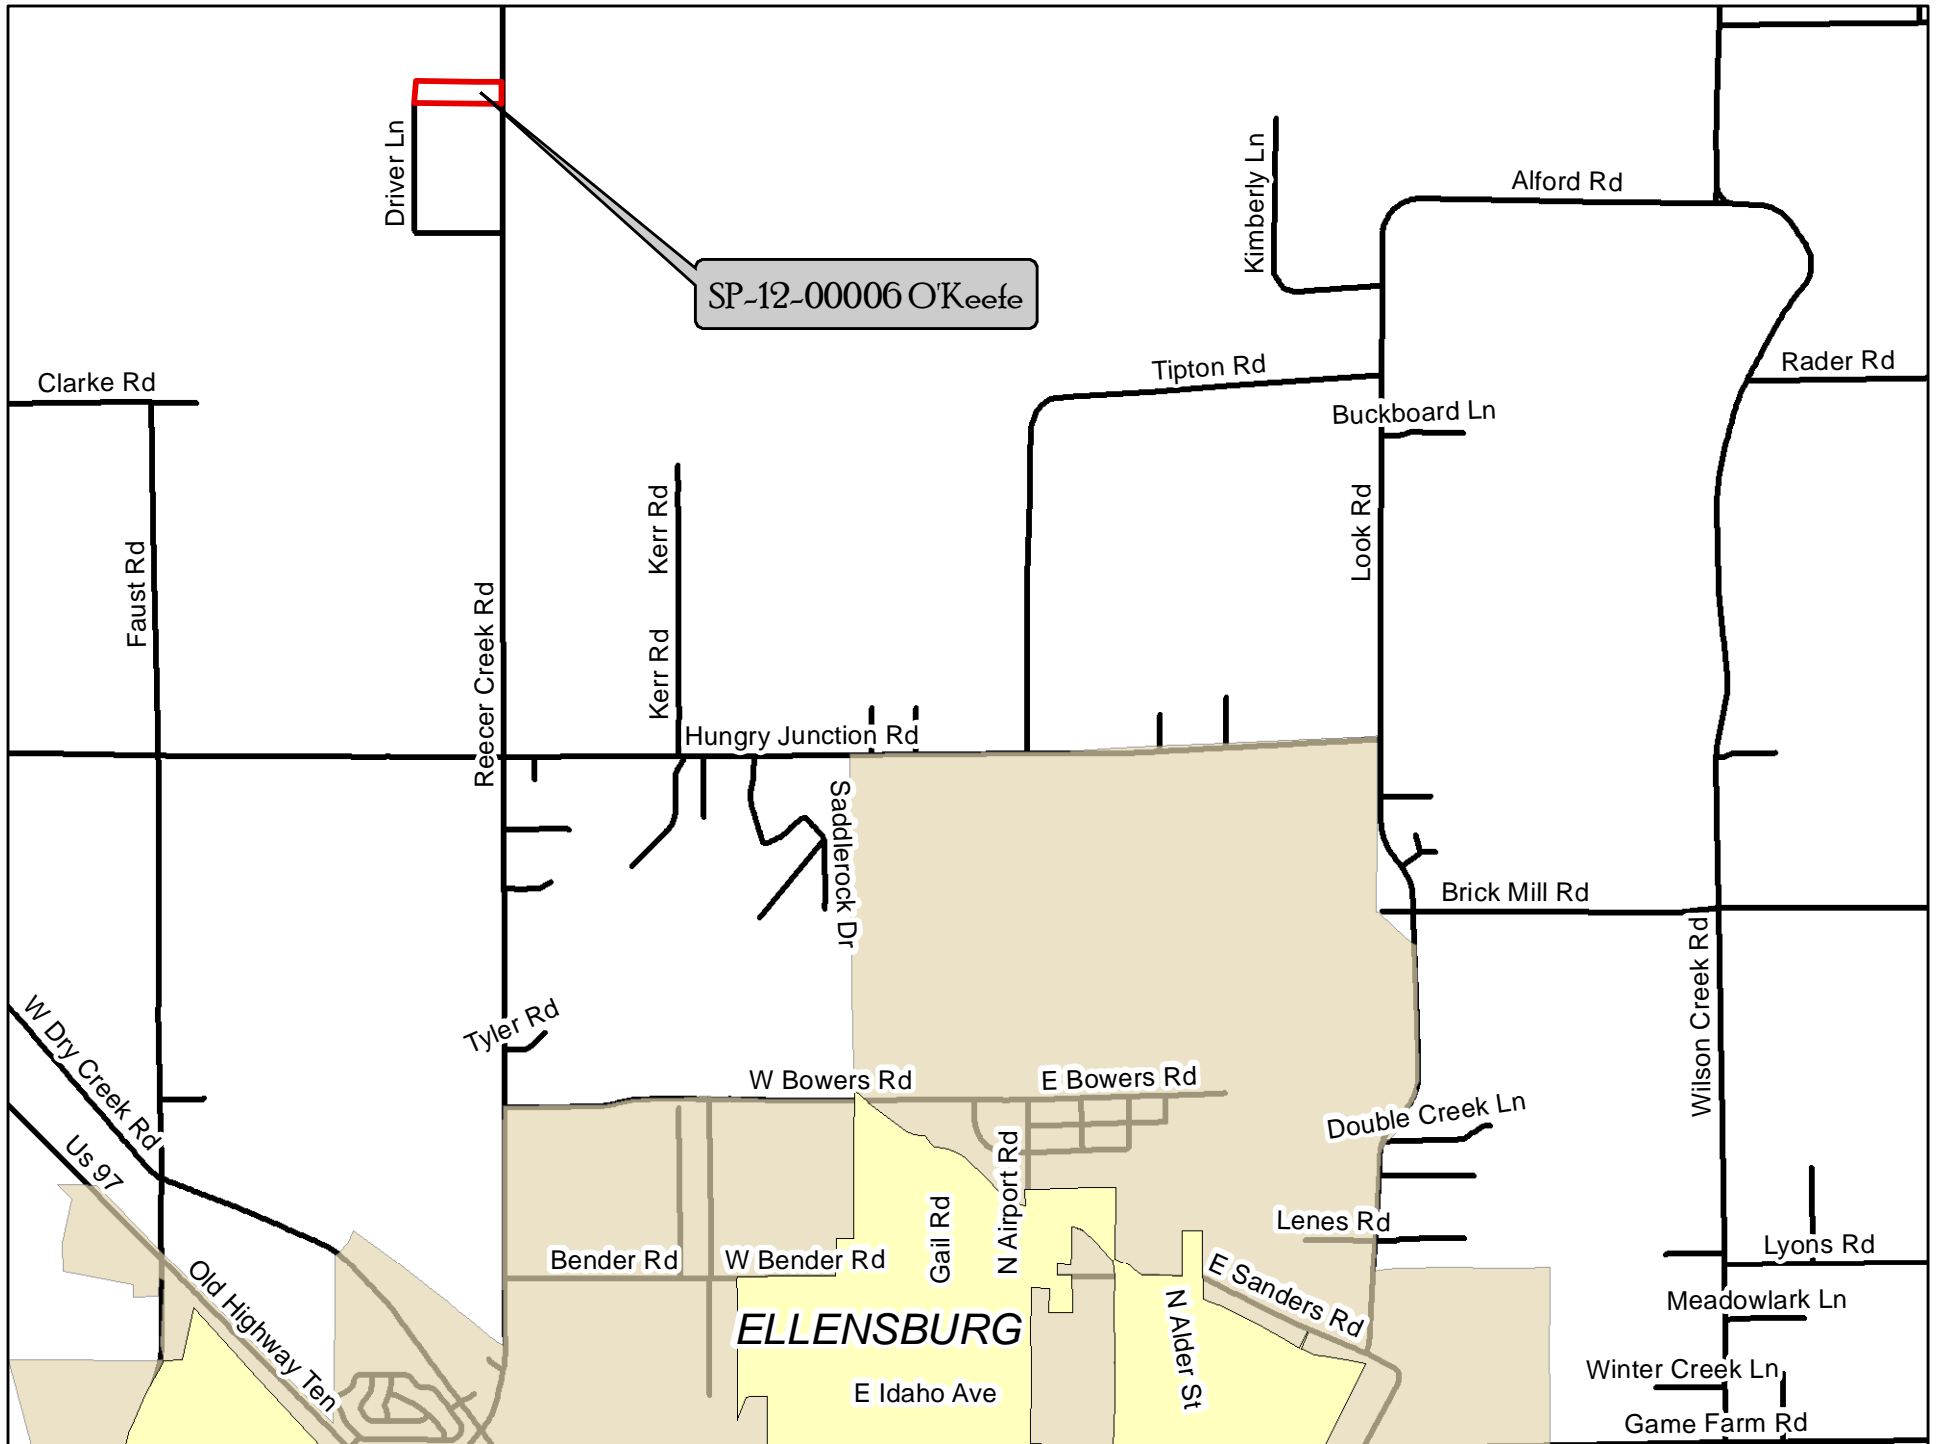 Driver Ln
Kimberly Ln
Alford Rd
SP-12-00006 O'Keefe
Clarke Rd
Tipton Rd
Rader Rd
Buckboard Ln
Kerr Rd
Look Rd
Faust Rd
Reecer Creek Rd
Kerr Rd
Hungry Junction Rd
Saddlerock Dr
Brick Mill Rd
Wilson Creek Rd
W Dry Creek Rd
Tyler Rd
W Bowers Rd
E Bowers Rd
Double Creek Ln
Us 97
N Airport Rd
Gail Rd
Lenes Rd
Lyons Rd
Bender Rd
W Bender Rd
Old Highway Ten
E Sanders Rd
Meadowlark Ln
ELLENSBURG
N Alder St
Winter Creek Ln
E Idaho Ave
Game Farm Rd